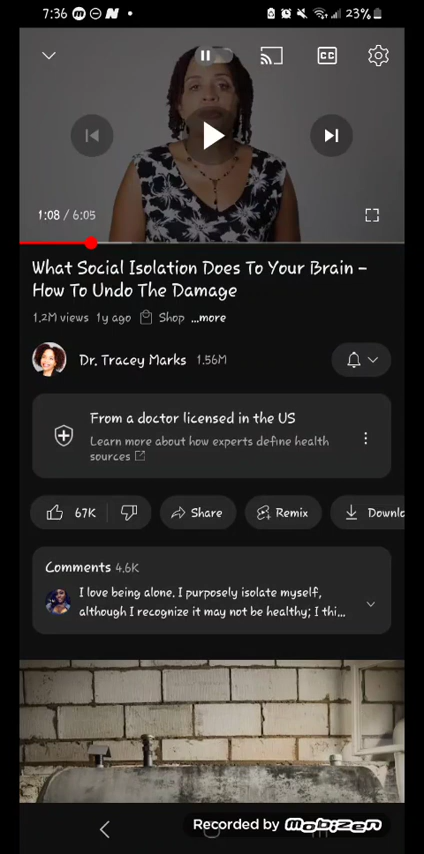 7:36
23%
CC
1:08 / 6:05
What Social Isolation Does To Your Brain -
How To Undo The Damage
1.2M views 1y ago Shop ...more
Dr. Tracey Marks 1.56M
From a doctor licensed in the US
Learn more about how experts define health
sources
67K
Share
Remix
Downlo
Comments 4.6K
I love being alone. I purposely isolate myself,
although I recognize it may not be healthy; I thi...
Recorded by MOBIZEN